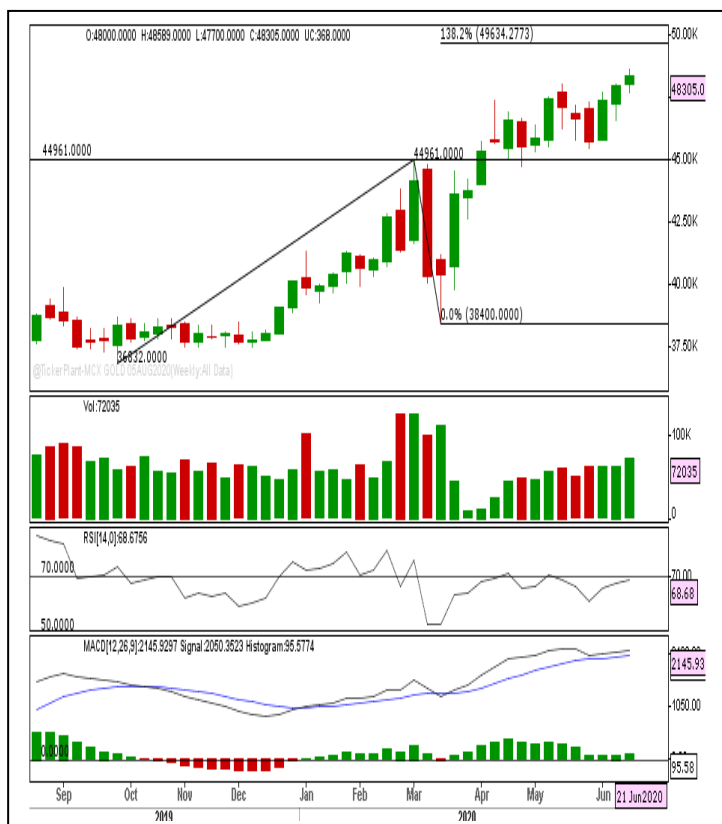 O:48000.0000 H:48589.0000 L:47700.0000 C:48305.0000 UC:368.0000
138.2% (49634.2773)
50.00K
48305.0
44961.0000
44961.0000
45.00K
42.50K
40.00K
0.0% (38400.0000)
37.50K
36832.0000
@TickerPlant-MCX GOLD 05AUG2020(Weekly:All Data)
Vol:72035
100K
72035
0
RSI[14,0]:68.6756
70.0000
70.00
68.68
50.0000
MACD[12,26,9]:2145.9297 Signal:2050.3523 Histogram:95.5774
2145.93
1050.00
0.0000
95.58
Sep Oct Nov Dec Jan Feb Mar Apr May Jun 21 Jun2020
2019 2020